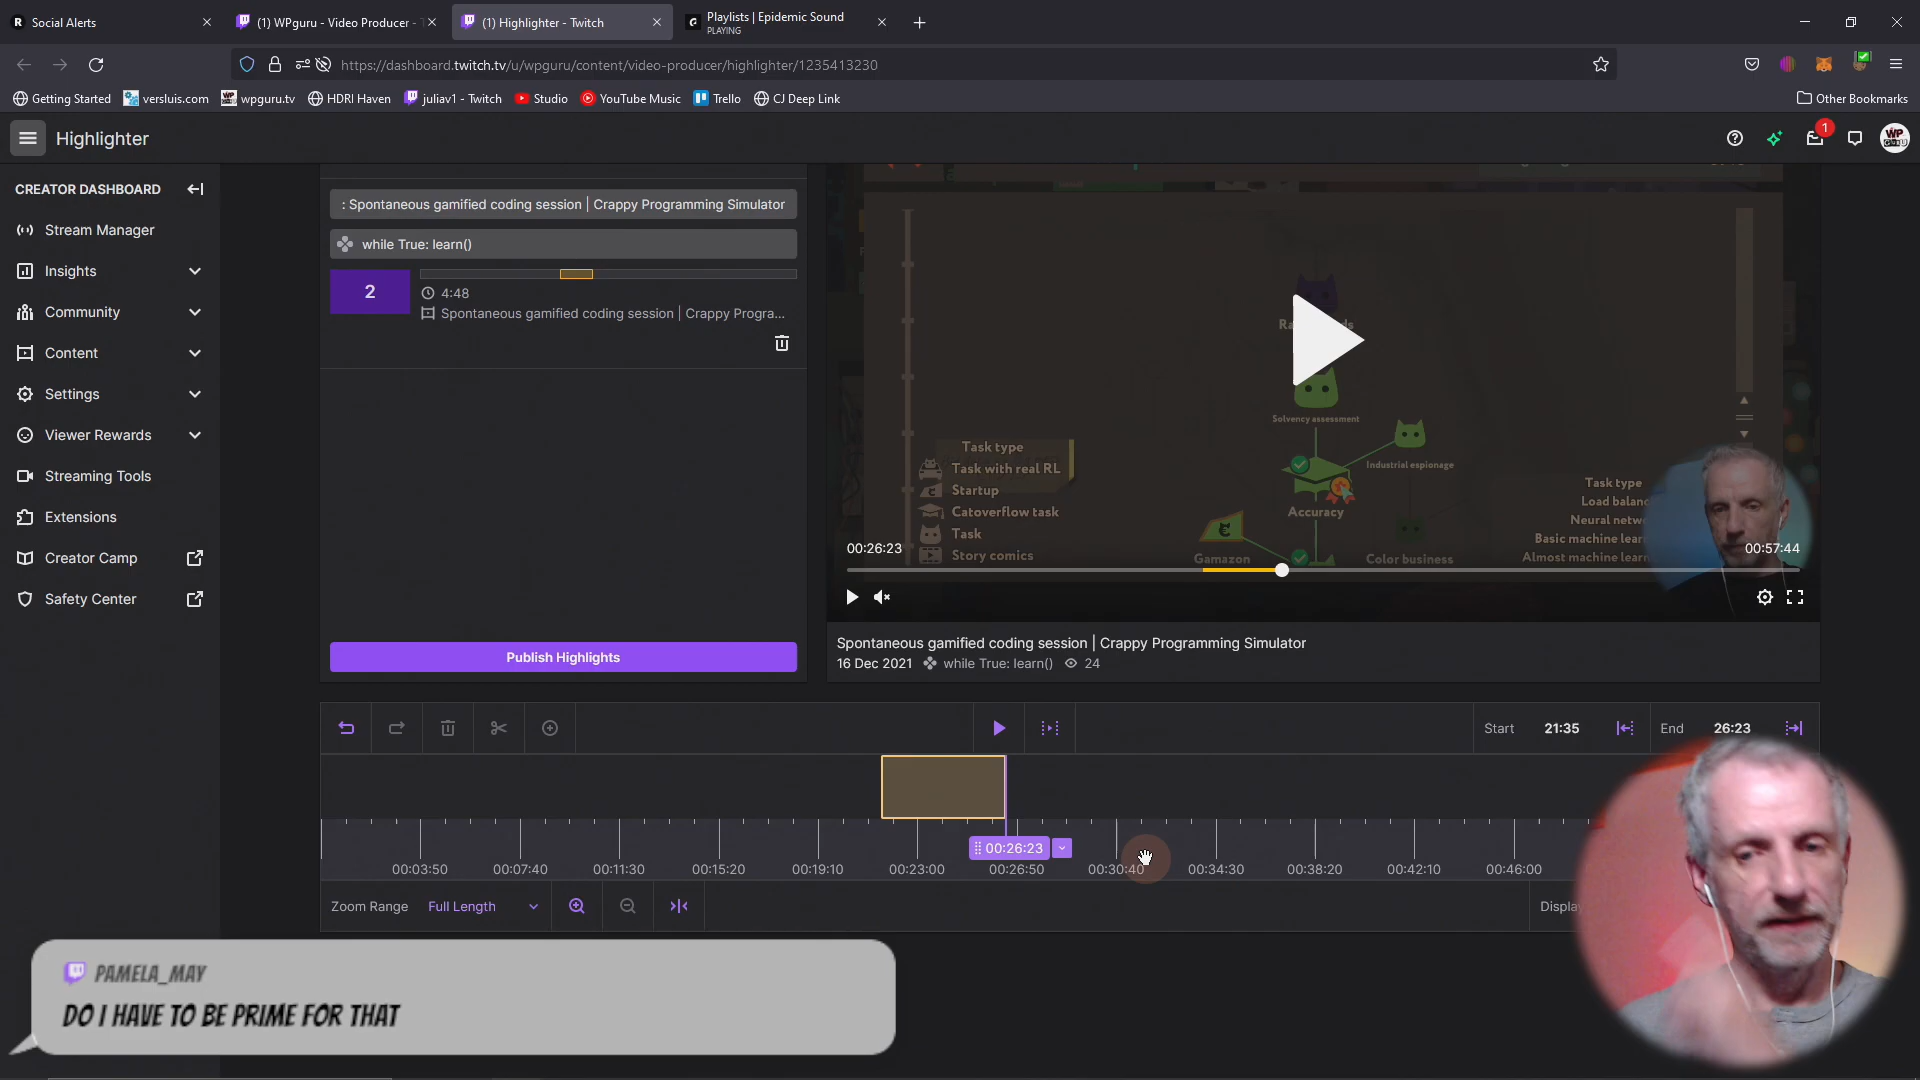 Social Alerts
(1) WPguru - Video Producer - T
(1) Highlighter - Twitch
Playlists | Epidemic Sound
PLAYING
https://dashboard.twitch.tv/u/wpguru/content/video-producer/highlighter/1235413230
Getting Started
versluis.com
wpguru.tv
HDRI Haven
juliav1 - Twitch
Studio
YouTube Music
Trello
CJ Deep Link
Other Bookmarks
Highlighter
1
WP
CREATOR DASHBOARD
Stream Manager
Insights
Community
Content
Settings
Viewer Rewards
Streaming Tools
Extensions
Creator Camp
Safety Center
: Spontaneous gamified coding session | Crappy Programming Simulator
while True: learn()
2
4:48
Spontaneous gamified coding session | Crappy Progra...
Publish Highlights
Solvency assessment
Industrial espionage
Accuracy
Gamazon
Color business
Task type
Task with real RL
Startup
Catoverflow task
Task
Story comics
Task type
Load balanc
Neural netw
Basic machine learn
Almost machine learn
00:26:23
00:57:44
Spontaneous gamified coding session | Crappy Programming Simulator
16 Dec 2021
while True: learn()
24
Start
21:35
End
26:23
00:26:23
00:03:50
00:07:40
00:11:30
00:15:20
00:19:10
00:23:00
00:26:50
00:30:40
00:34:30
00:38:20
00:42:10
00:46:00
Zoom Range
Full Length
Display
PAMELA_MAY
DO I HAVE TO BE PRIME FOR THAT